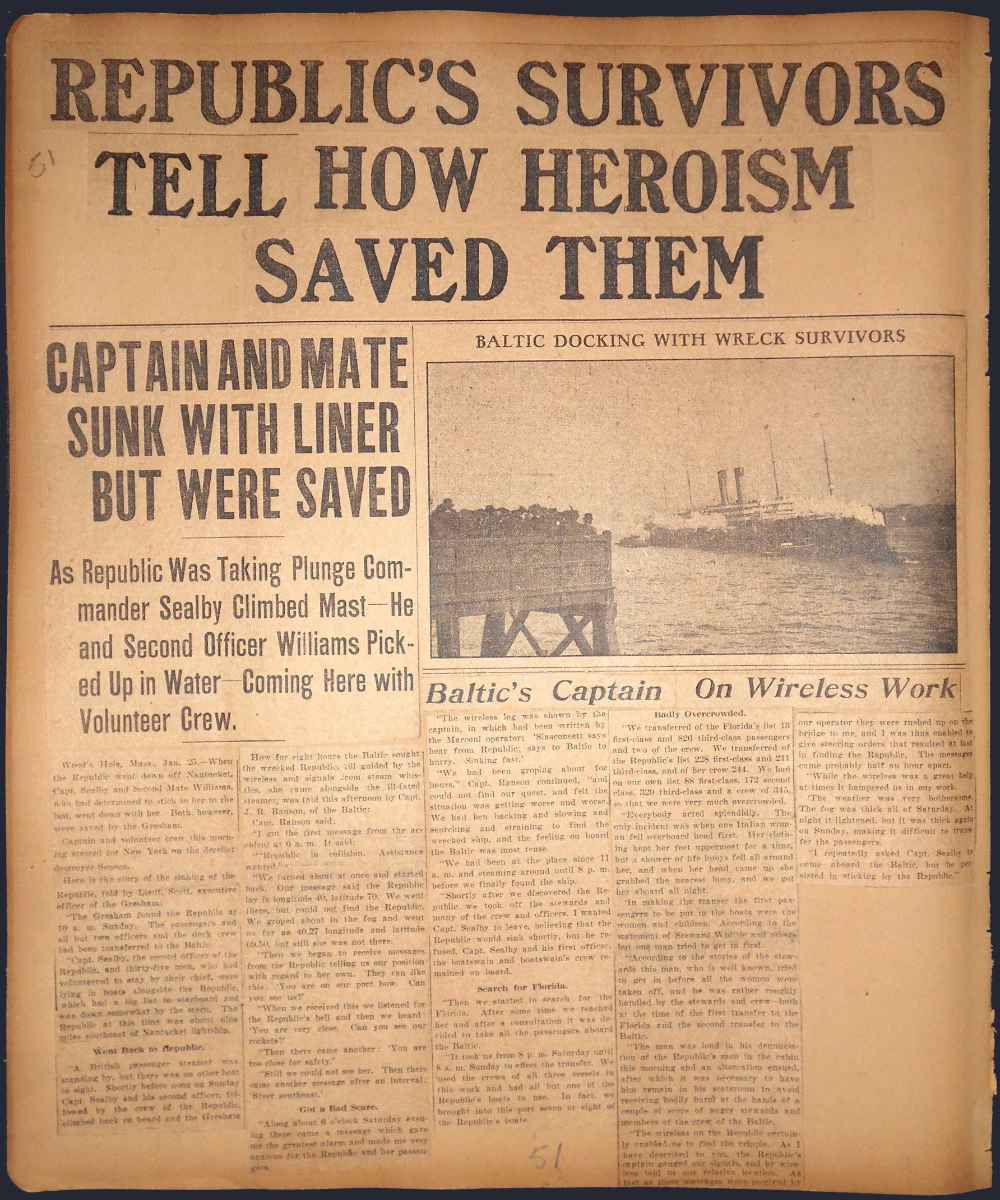 REPUBLIC'S SURVIVORS
TELL HOW HEROISM
SAVED THEM
51
CAPTAIN AND MATE
SUNK WITH LINER
BUT WERE SAVED
As Republic Was Taking Plunge Com-
mander Sealby Climbed Mast—He
and Second Officer Williams Pick-
ed Up in Water—Coming Here with
Volunteer Crew.
BALTIC DOCKING WITH WRECK SURVIVORS
Baltic's Captain On Wireless Work
Wood's Hole, Mass., Jan. 25.—When
the Republic went down off Nantucket,
Capt. Sealby and Second Mate Williams,
who had determined to stick to her to the
last, went down with her. Both, however,
were saved by the Gresham.
Captain and volunteer crew this morn-
ing started for New York on the derelict
destroyer Seneca.
Here is the story of the sinking of the
Republic, told by Lieut. Scott, executive
officer of the Gresham:
"The Gresham found the Republic at
10 a. m. Sunday. The passengers and
all but two officers and the deck crew
had been transferred to the Baltic.
"Capt. Sealby, the second officer of the
Republic, and thirty-five men, who had
volunteered to stay by their chief, were
lying in boats alongside the Republic,
which had a big list to starboard and
was down somewhat by the stern. The
Republic at this time was about nine
miles southeast of Nantucket lightship.
Went Back to Republic.
"A British passenger steamer was
standing by, but there was no other boat
in sight. Shortly before noon on Sunday
Capt. Sealby and his second officer, fol-
lowed by the crew of the Republic,
climbed back on board and the Gresham
How for eight hours the Baltic sought
the wrecked Republic, till guided by the
wireless and signals from steam whis-
tles, she came alongside the ill-fated
steamer, was told this afternoon by Capt.
J. B. Ranson, of the Baltic.
Capt. Ranson said:
"I got the first message from the ac-
cident at 6 a. m. It said:
"'Republic in collision. Assistance
wanted.'
"We turned about at once and started
back. Our message said the Republic
lay in longitude 40, latitude 70. We went
there, but could not find the Republic.
We groped about in the fog and went
as far as 40.27 longitude and latitude
69.50, but still she was not there.
"Then we began to receive messages
from the Republic telling us our position
with regard to her own. They ran like
this: 'You are on our port bow. Can
you see us?'
"When we received this we listened for
the Republic's bell and then we heard:
'You are very close. Can you see our
rockets?'
"Then there came another: 'You are
too close for safety.'
"Still we could not see her. Then there
came another message after an interval:
'Steer southeast.'
Got a Bad Scare.
"Along about 6 o'clock Saturday even-
ing there came a message which gave
me the greatest alarm and made me very
anxious for the Republic and her passen-
gers.
"The wireless log was shown by the
captain, in which had been written by
the Marconi operator: 'Siasconsett says
hear from Republic, says to Baltic to
hurry. Sinking fast.'
"We had been groping about for
hours," Capt. Ranson continued, "and
could not find our quest, and felt the
situation was getting worse and worse.
We had ben backing and slowing and
searching and straining to find the
wrecked ship, and the feeling on board
the Baltic was most tense.
"We had been at the place since 11
a. m. and steaming around until 8 p. m.
before we finally found the ship.
"Shortly after we discovered the Re-
public we took off the stewards and
many of the crew and officers. I wanted
Capt. Sealby to leave, believing that the
Republic would sink shortly, but he re-
fused. Capt. Sealby and his first officer,
the boatswain and boatswain's crew re-
mained on board.
Search for Florida.
"Then we started to search for the
Florida. After some time we reached
her and after a consultation it was de-
cided to take all the passengers aboard
the Baltic.
"It took us from 8 p. m. Saturday until
8 a. m. Sunday to effect the transfer. We
used the crews of all three vessels in
this work and had all but one of the
Republic's boats to use. In fact, we
brought into this port seven or eight of
the Republic's boats.
Badly Overcrowded.
"We transferred of the Florida's list 13
first-class and 820 third-class passengers
and two of the crew. We transferred of
the Republic's list 228 first-class and 211
third-class, and of her crew 244. We had
on our own list 88 first-class, 172 second
class, 320 third-class and a crew of 345,
so that we were very much overcrowded.
"Everybody acted splendidly. The
only incident was when one Italian wom-
an fell overboard head first. Her cloth-
ing kept her feet uppermost for a time,
but a shower of life buoys fell all around
her, and when her head came up she
grabbed the nearest buoy, and we got
her aboard all right.
"In making the transfer the first pas-
sengers to be put in the boats were the
women and children. According to the
statement of Steward Whittle and others
but one man tried to get in first.
"According to the stories of the stew-
ards this man, who is well known, tried
to get in before all the women were
taken off, and he was rather roughly
handled by the stewards and crew—both
at the time of the first transfer to the
Florida and the second transfer to the
Baltic.
"The man was loud in his denuncia-
tion of the Republic's men in the cabin
this morning and an altercation ensued,
after which it was necessary to have
him remain in his stateroom to avoid
receiving bodily harm at the hands of a
couple of score of angry stewards and
members of the crew of the Baltic.
"The wireless on the Republic certain-
ly enabled us to find the cripple. As I
have described to you, the Republic's
captain gauged our signals, and by wire-
less told us our relative location. As
fast as these messages were received by
our operator they were rushed up on the
bridge to me, and I was thus enabled to
give steering orders that resulted at last
in finding the Republic. The messages
came probably half an hour apart.
"While the wireless was a great help
at times it hampered us in our work.
"The weather was very bothersome.
The fog was thick all of Saturday. At
night it lightened, but it was thick again
on Sunday, making it difficult to trans-
fer the passengers.
"I repeatedly asked Capt. Sealby to
come aboard the Baltic, but he per-
sisted in sticking by the Republic."
51